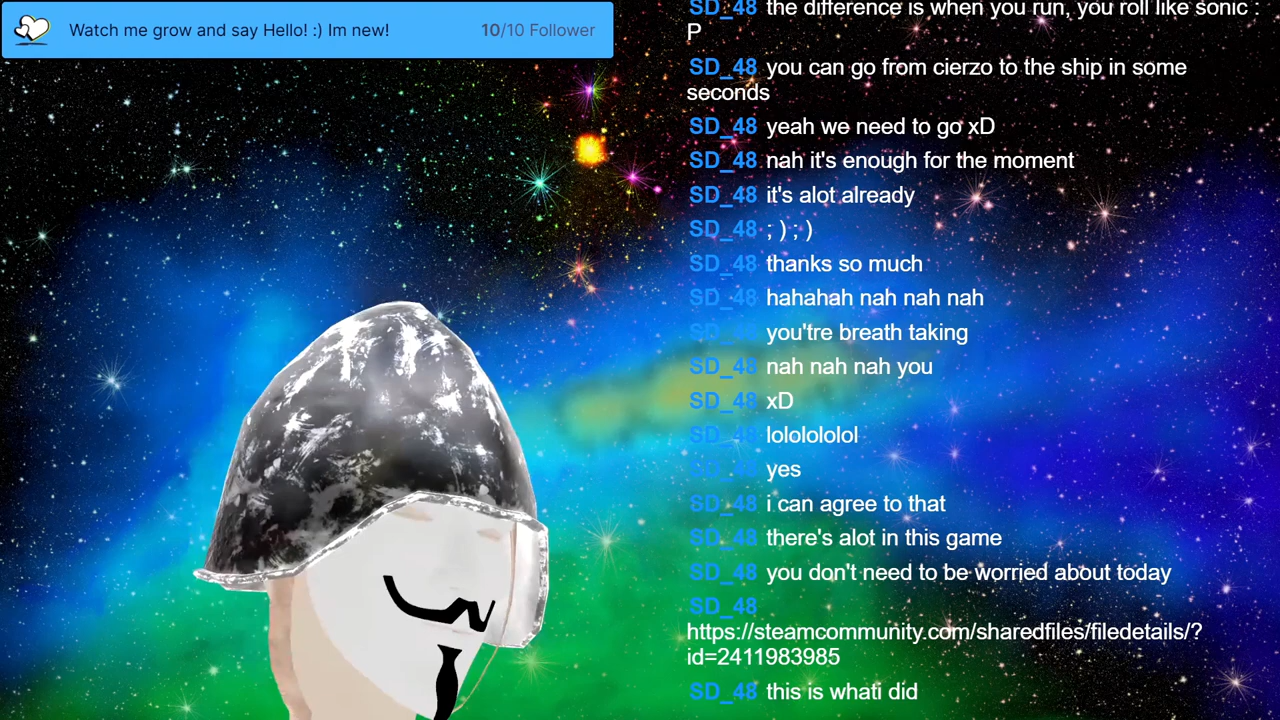 Watch me grow and say Hello! :) Im new! 10/10 Follower
SD_48 the difference is when you run, you roll like sonic :
P
SD_48 you can go from cierzo to the ship in some
seconds
SD_48 yeah we need to go xD
SD_48 nah it's enough for the moment
SD_48 it's alot already
SD_48 ; ) ; )
SD_48 thanks so much
SD_48 hahahah nah nah nah
SD_48 you'tre breath taking
SD_48 nah nah nah you
SD_48 xD
SD_48 lololololol
SD_48 yes
SD_48 i can agree to that
SD_48 there's alot in this game
SD_48 you don't need to be worried about today
SD_48
https://steamcommunity.com/sharedfiles/filedetails/?
id=2411983985
SD_48 this is whati did